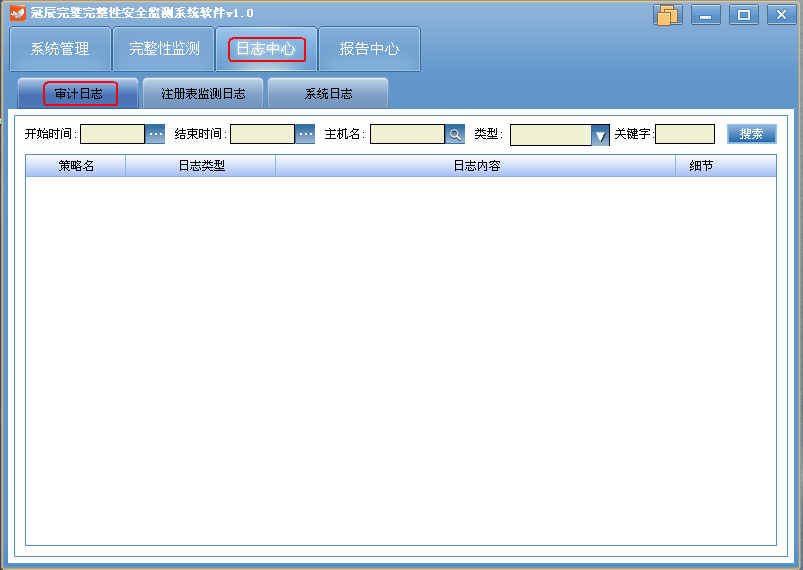 冠辰完璧完整性安全监测系统软件v1.0
系统管理 完整性监测 日志中心 报告中心
审计日志 注册表监测日志 系统日志
开始时间: 结束时间: 主机名: 类型: 关键字: 搜索
策略名 日志类型 日志内容 细节